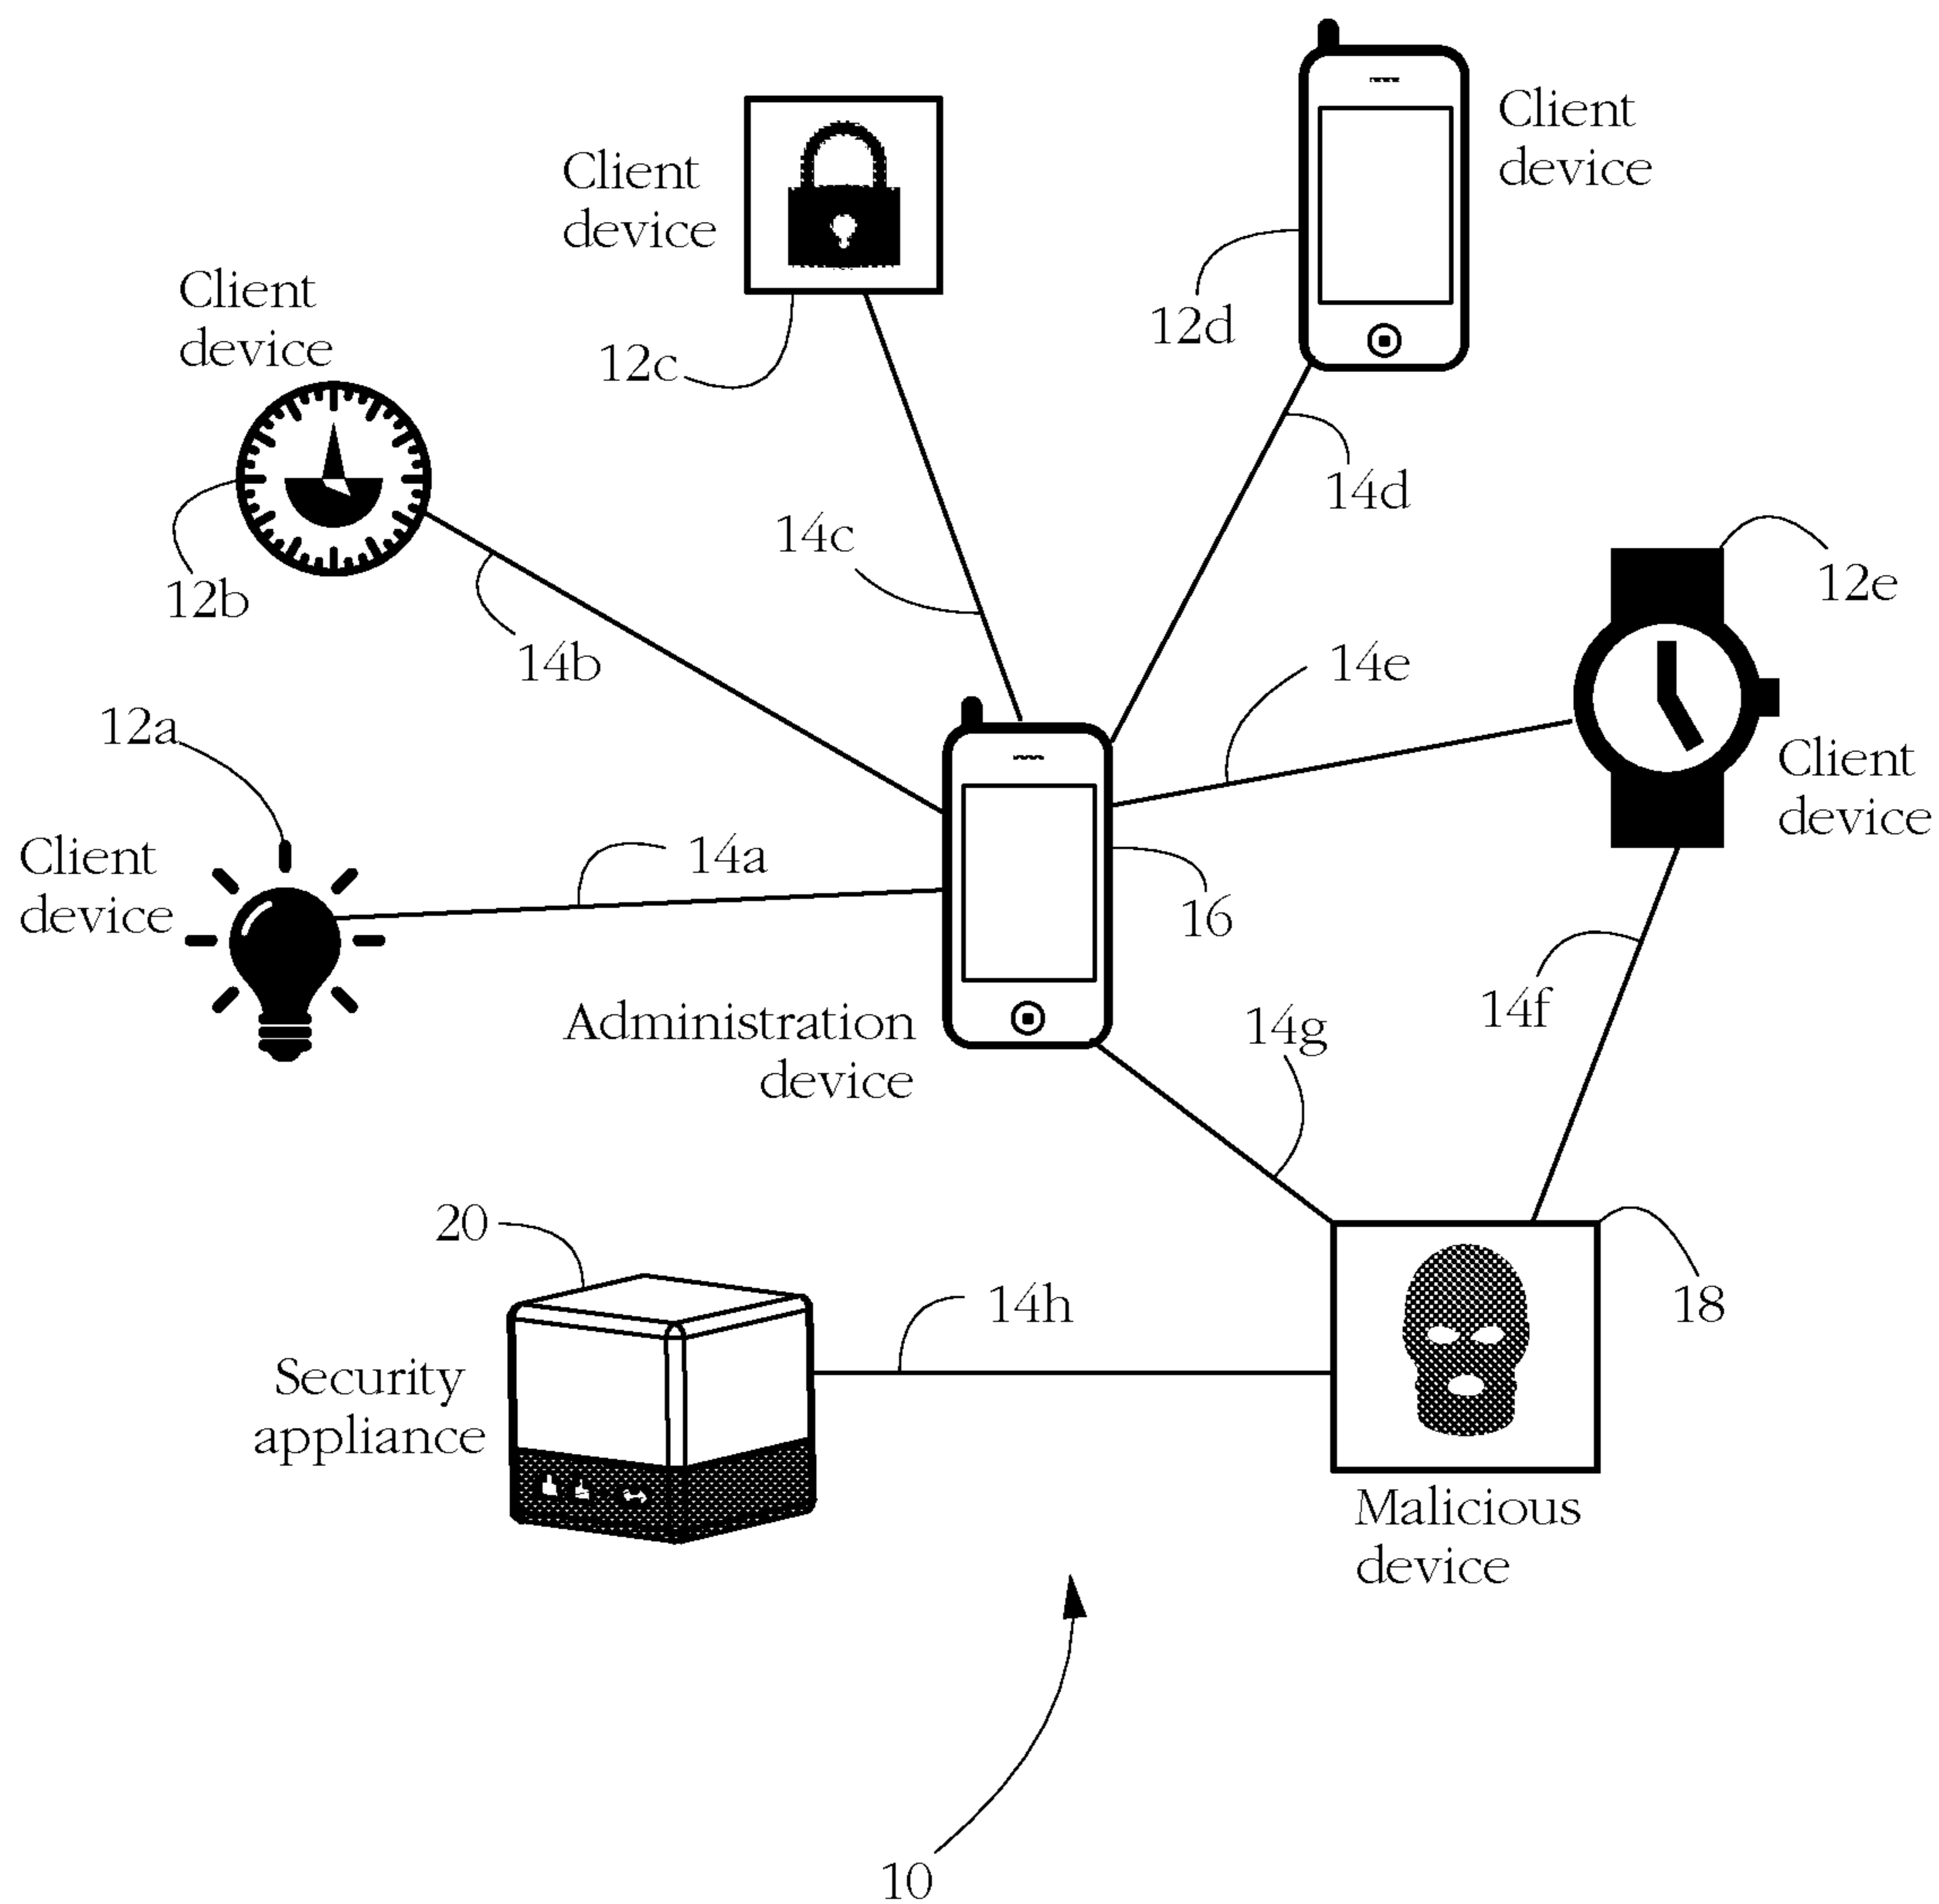 Client
device
12d
Client
device
12c
Client
device
12b
14d
14c
12e
14b
14e
12a
Client
device
Client
device
14a
16
14f
Administration
device
14g
20
14h
18
Security
appliance
Malicious
device
10